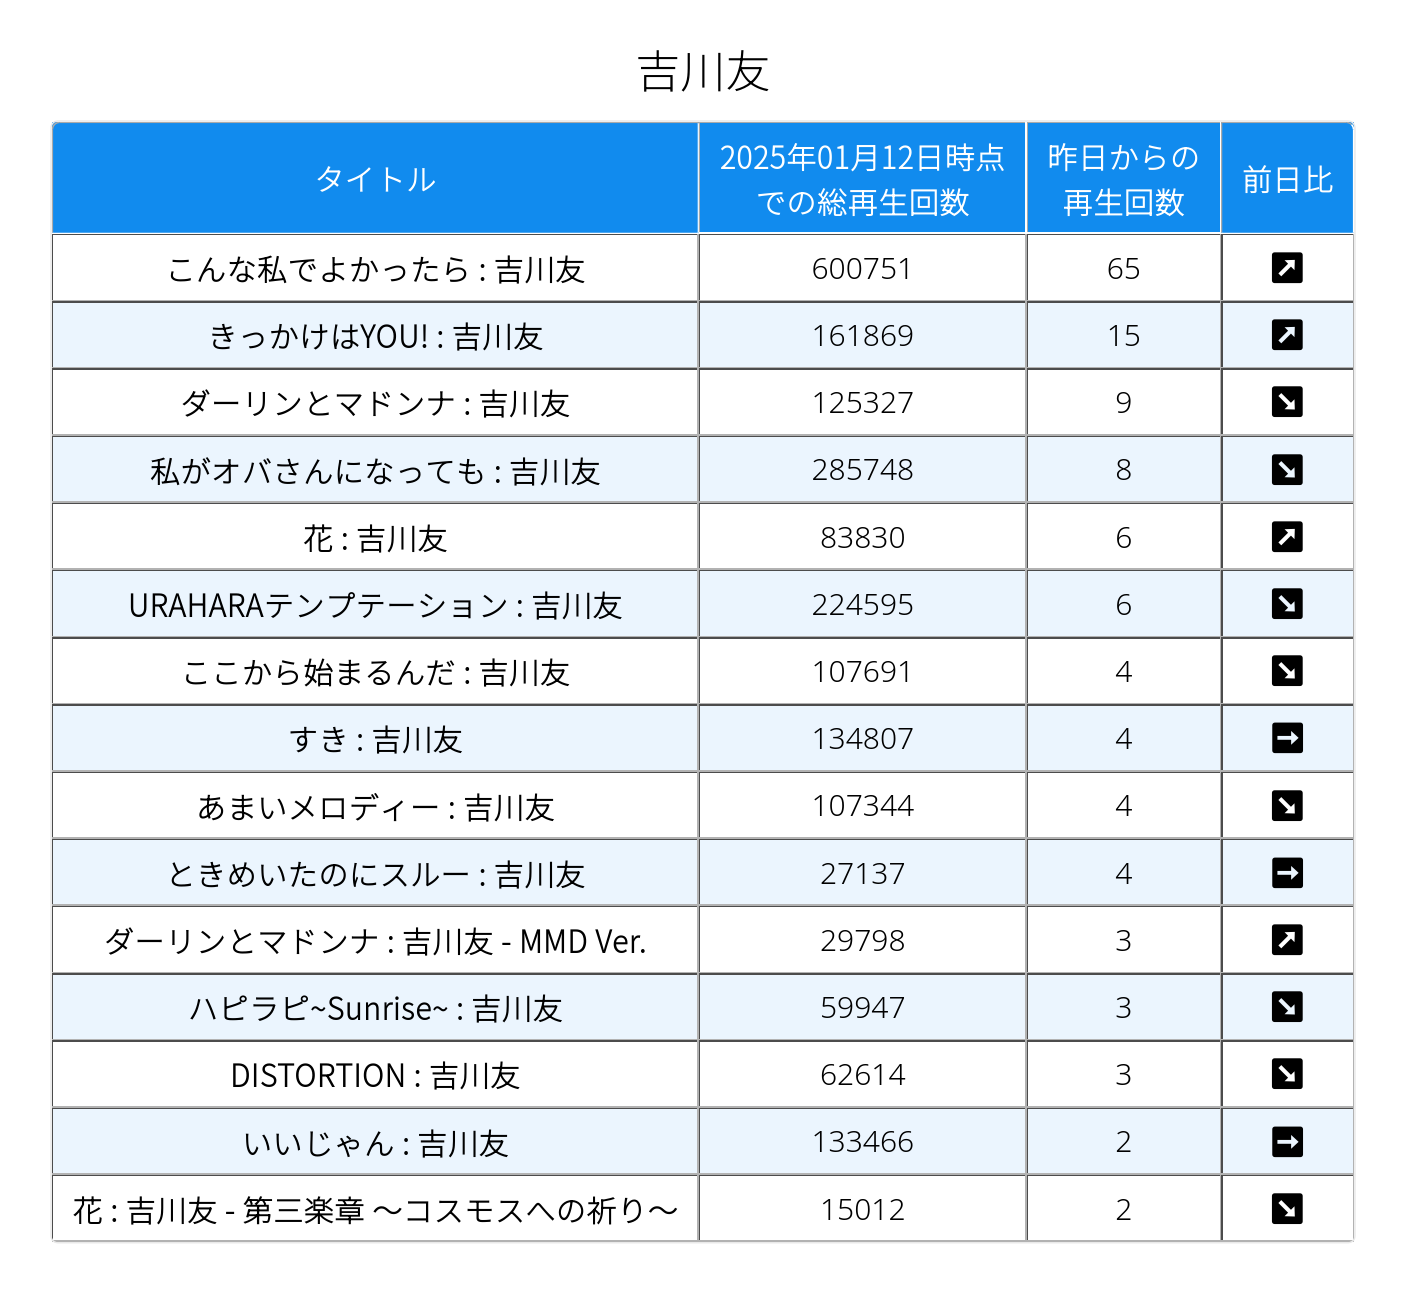 吉川友
タイトル 2025年01月12日時点での総再生回数 昨日からの再生回数 前日比
こんな私でよかったら : 吉川友 600751 65 ↗
きっかけはYOU! : 吉川友 161869 15 ↗
ダーリンとマドンナ : 吉川友 125327 9 ↘
私がオバさんになっても : 吉川友 285748 8 ↘
花 : 吉川友 83830 6 ↗
URAHARAテンプテーション : 吉川友 224595 6 ↘
ここから始まるんだ : 吉川友 107691 4 ↘
すき : 吉川友 134807 4 →
あまいメロディー : 吉川友 107344 4 ↘
ときめいたのにスルー : 吉川友 27137 4 →
ダーリンとマドンナ : 吉川友 - MMD Ver. 29798 3 ↗
ハピラピ~Sunrise~ : 吉川友 59947 3 ↘
DISTORTION : 吉川友 62614 3 ↘
いいじゃん : 吉川友 133466 2 →
花 : 吉川友 - 第三楽章 〜コスモスへの祈り〜 15012 2 ↘